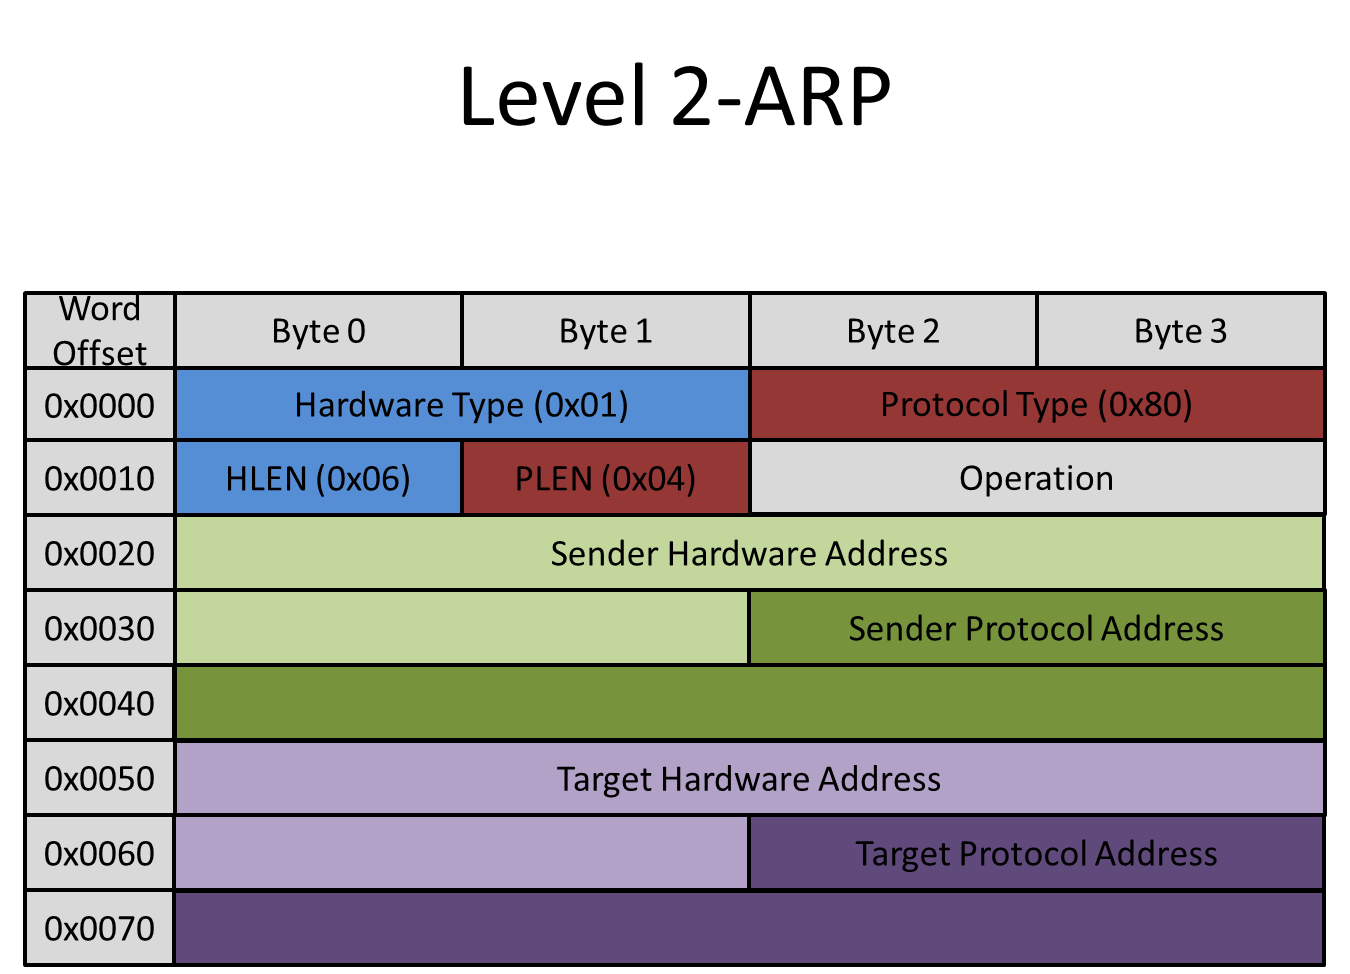 Level 2-ARP
Word
Offset
Byte 0
Byte 1
Byte 2
Byte 3
0x0000
Hardware Type (0x01)
Protocol Type (0x80)
0x0010
HLEN (0x06)
PLEN (0x04)
Operation
0x0020
Sender Hardware Address
0x0030
Sender Protocol Address
0x0040
0x0050
Target Hardware Address
0x0060
Target Protocol Address
0x0070